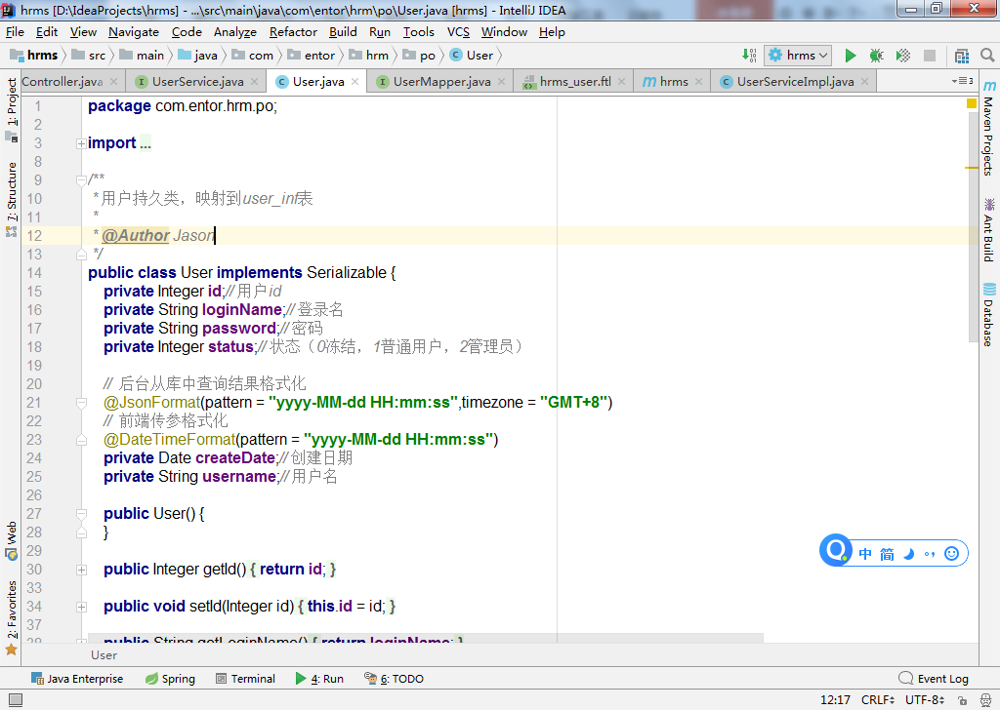 hrms [D:\IdeaProjects\hrms] - ...\src\main\java\com\entor\hrm\po\User.java [hrms] - IntelliJ IDEA
File Edit View Navigate Code Analyze Refactor Build Run Tools VCS Window Help
hrms src main java com entor hrm po User hrms
Controller.java UserService.java User.java UserMapper.java hrms_user.ftl hrms UserServiceImpl.java 3
1: Project
7: Structure
Web
2: Favorites
1 package com.entor.hrm.po;
2
3 import ...
8
9 /**
10 * 用户持久类，映射到user_inf表
11 *
12 * @Author Jason
13 */
14 public class User implements Serializable {
15 private Integer id;//用户id
16 private String loginName;//登录名
17 private String password;//密码
18 private Integer status;//状态（0冻结，1普通用户，2管理员）
19
20 // 后台从库中查询结果格式化
21 @JsonFormat(pattern = "yyyy-MM-dd HH:mm:ss",timezone = "GMT+8")
22 // 前端传参格式化
23 @DateTimeFormat(pattern = "yyyy-MM-dd HH:mm:ss")
24 private Date createDate;//创建日期
25 private String username;//用户名
26
27 public User() {
28 }
29
30 public Integer getId() { return id; }
33
34 public void setId(Integer id) { this.id = id; }
37
38 public String getLoginName() { return loginName; }
Maven Projects
Ant Build
Database
中 简
User
Java Enterprise Spring Terminal 4: Run 6: TODO Event Log
12:17 CRLF UTF-8